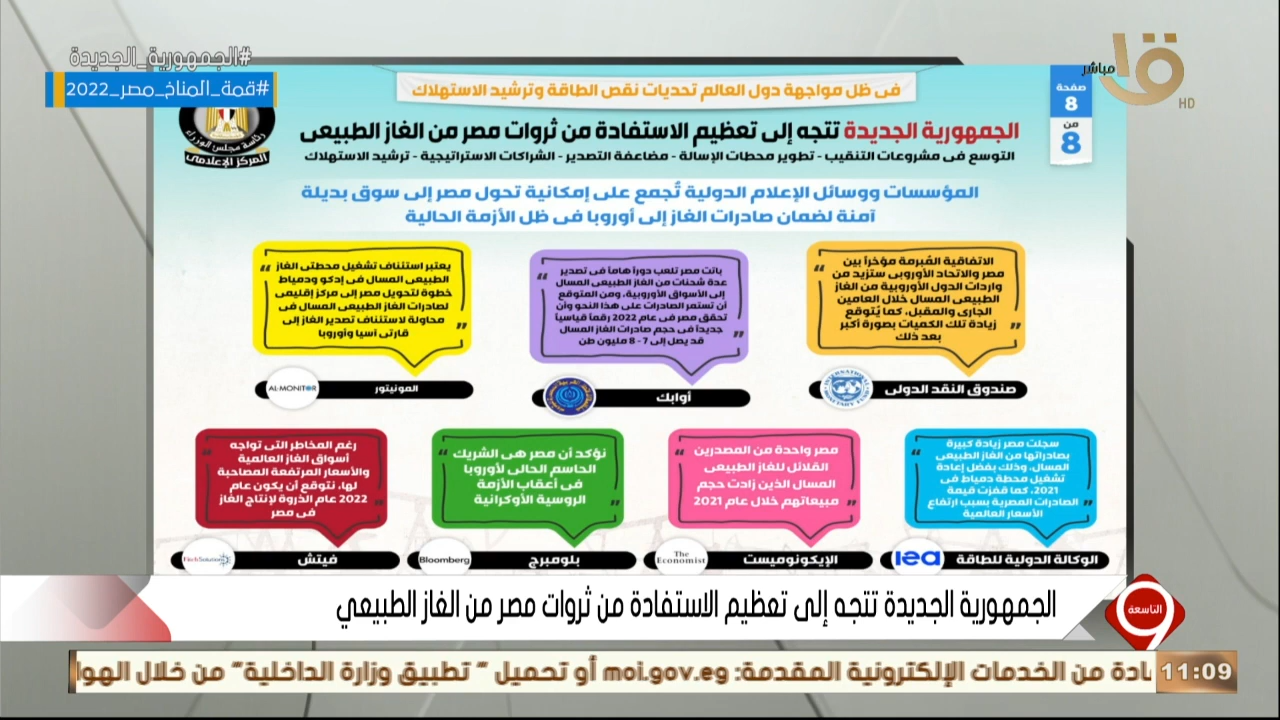 #الجمهورية_الجديدة
#قمة_المناخ_مصر_2022
مباشر
HD
صفحة
8
من
8
رئاسة مجلس الوزراء
المركز الإعلامى
فى ظل مواجهة دول العالم تحديات نقص الطاقة وترشيد الاستهلاك
الجمهورية الجديدة تتجه إلى تعظيم الاستفادة من ثروات مصر من الغاز الطبيعى
التوسع فى مشروعات التنقيب - تطوير محطات الإسالة - مضاعفة التصدير - الشراكات الاستراتيجية - ترشيد الاستهلاك
المؤسسات ووسائل الإعلام الدولية تُجمع على إمكانية تحول مصر إلى سوق بديلة
آمنة لضمان صادرات الغاز إلى أوروبا فى ظل الأزمة الحالية
الاتفاقية المُبرمة مؤخراً بين
مصر والاتحاد الأوروبى ستزيد من
واردات الدول الأوروبية من الغاز
الطبيعى المسال خلال العامين
الجارى والمقبل، كما يُتوقع
زيادة تلك الكميات بصورة أكبر
بعد ذلك
صندوق النقد الدولى
باتت مصر تلعب دوراً هاماً فى تصدير
عدة شحنات من الغاز الطبيعى المسال
إلى الأسواق الأوروبية، ومن المتوقع
أن تستمر الصادرات على هذا النحو وأن
تحقق مصر فى عام 2022 رقماً قياسياً
جديداً فى حجم صادرات الغاز المسال
قد يصل إلى 7 - 8 مليون طن
أوابك
يعتبر استئناف تشغيل محطتى الغاز
الطبيعى المسال فى إدكو ودمياط
خطوة لتحويل مصر إلى مركز إقليمى
لصادرات الغاز الطبيعى المسال فى
محاولة لاستئناف تصدير الغاز إلى
قارتى آسيا وأوروبا
المونيتور
AL-MONITOR
سجلت مصر زيادة كبيرة
بصادراتها من الغاز الطبيعى
المسال، وذلك بفضل إعادة
تشغيل محطة دمياط فى
2021، كما قفزت قيمة
الصادرات المصرية بسبب ارتفاع
الأسعار العالمية
الوكالة الدولية للطاقة
iea
مصر واحدة من المصدرين
القلائل للغاز الطبيعى
المسال الذين زادت حجم
مبيعاتهم خلال عام 2021
الإيكونوميست
The
Economist
نؤكد أن مصر هى الشريك
الحاسم الحالى لأوروبا
فى أعقاب الأزمة
الروسية الأوكرانية
بلومبرج
Bloomberg
رغم المخاطر التى تواجه
أسواق الغاز العالمية
والأسعار المرتفعة المصاحبة
لها، نتوقع أن يكون عام
2022 عام الذروة لإنتاج الغاز
فى مصر
فيتش
FitchSolutions
التاسعة
9
الجمهورية الجديدة تتجه إلى تعظيم الاستفادة من ثروات مصر من الغاز الطبيعي
11:09
ادة من الخدمات الإلكترونية المقدمة: moi.gov.eg أو تحميل " تطبيق وزارة الداخلية" من خلال الهوا